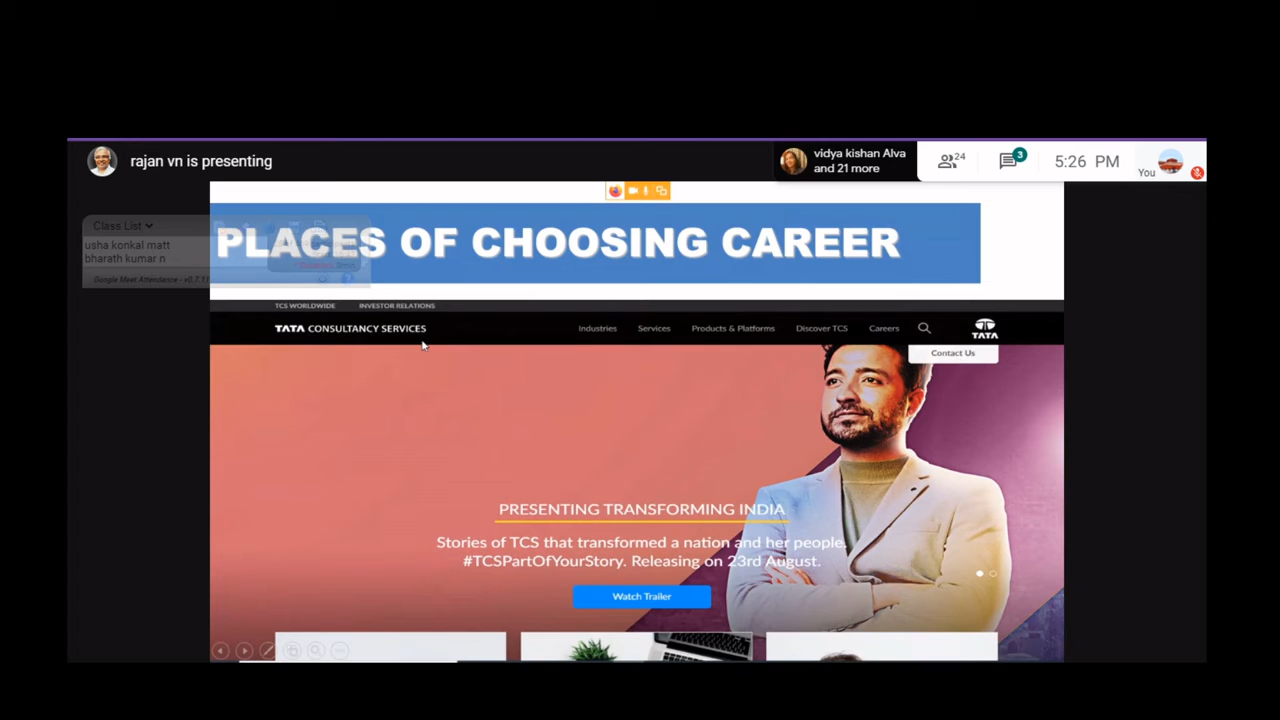 rajan vn is presenting
vidya kishan Alva
and 21 more
24
3
5:26 PM
You
Class List
usha konkal matt
bharath kumar n
Google Meet Attendance
PLACES OF CHOOSING CAREER
TCS WORLDWIDE INVESTOR RELATIONS
TATA CONSULTANCY SERVICES
Industries Services Products & Platforms Discover TCS Careers
TATA
Contact Us
PRESENTING TRANSFORMING INDIA
Stories of TCS that transformed a nation and her people.
#TCSPartOfYourStory. Releasing on 23rd August.
Watch Trailer